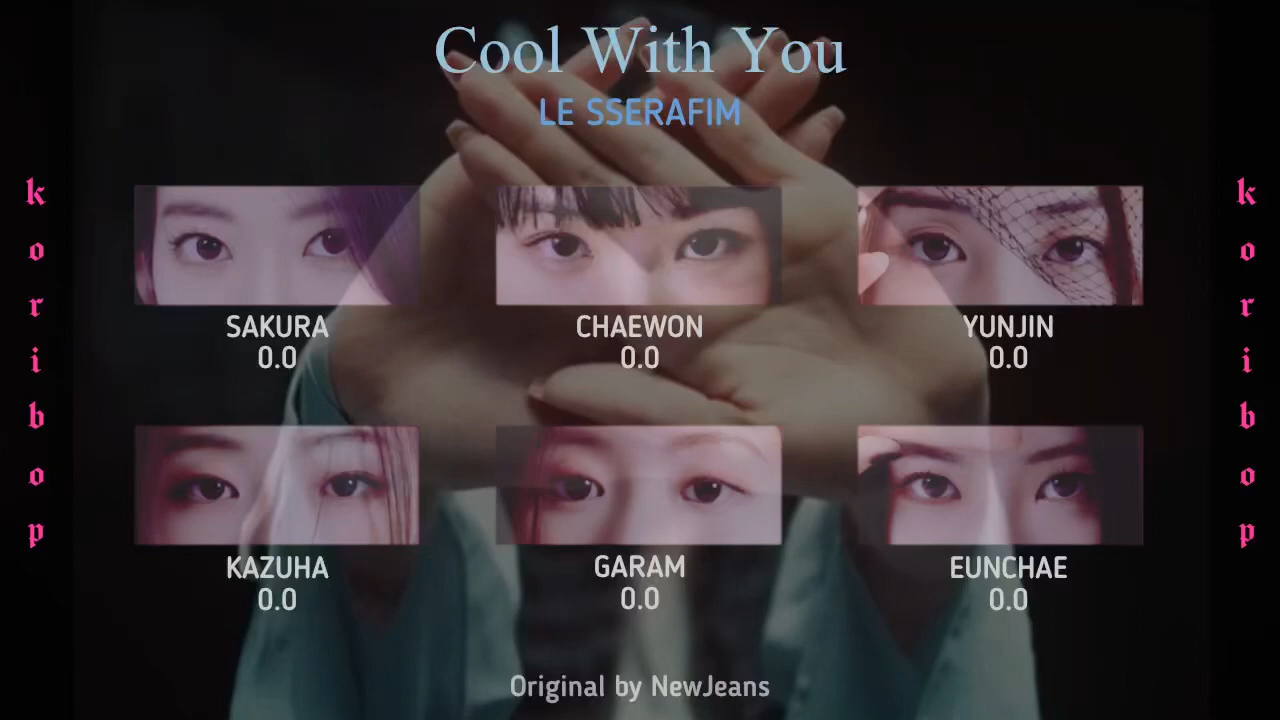 Cool With You
LE SSERAFIM
koribop
koribop
SAKURA
0.0
CHAEWON
0.0
YUNJIN
0.0
KAZUHA
0.0
GARAM
0.0
EUNCHAE
0.0
Original by NewJeans